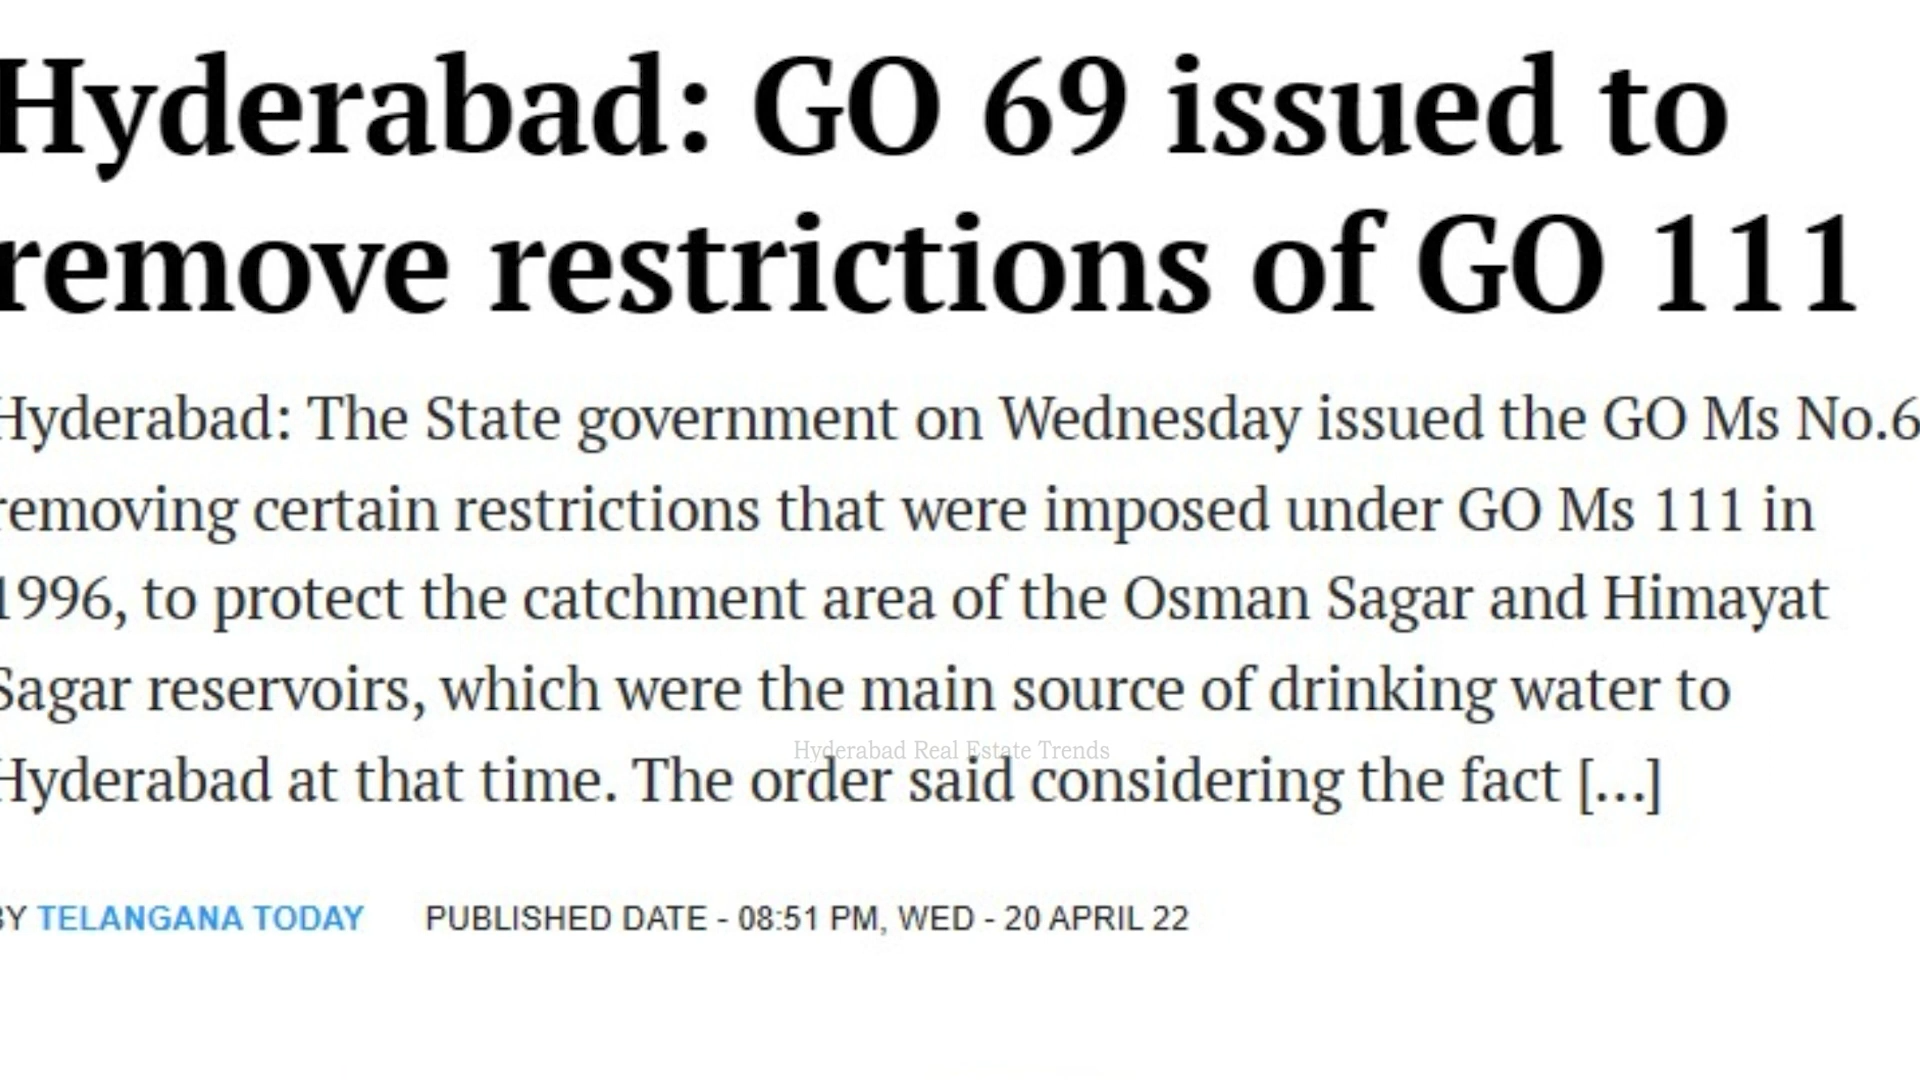 Hyderabad: GO 69 issued to
remove restrictions of GO 111
Hyderabad: The State government on Wednesday issued the GO Ms No.6
removing certain restrictions that were imposed under GO Ms 111 in
1996, to protect the catchment area of the Osman Sagar and Himayat
Sagar reservoirs, which were the main source of drinking water to
Hyderabad Real Estate Trends
Hyderabad at that time. The order said considering the fact [...]
BY TELANGANA TODAY PUBLISHED DATE - 08:51 PM, WED - 20 APRIL 22